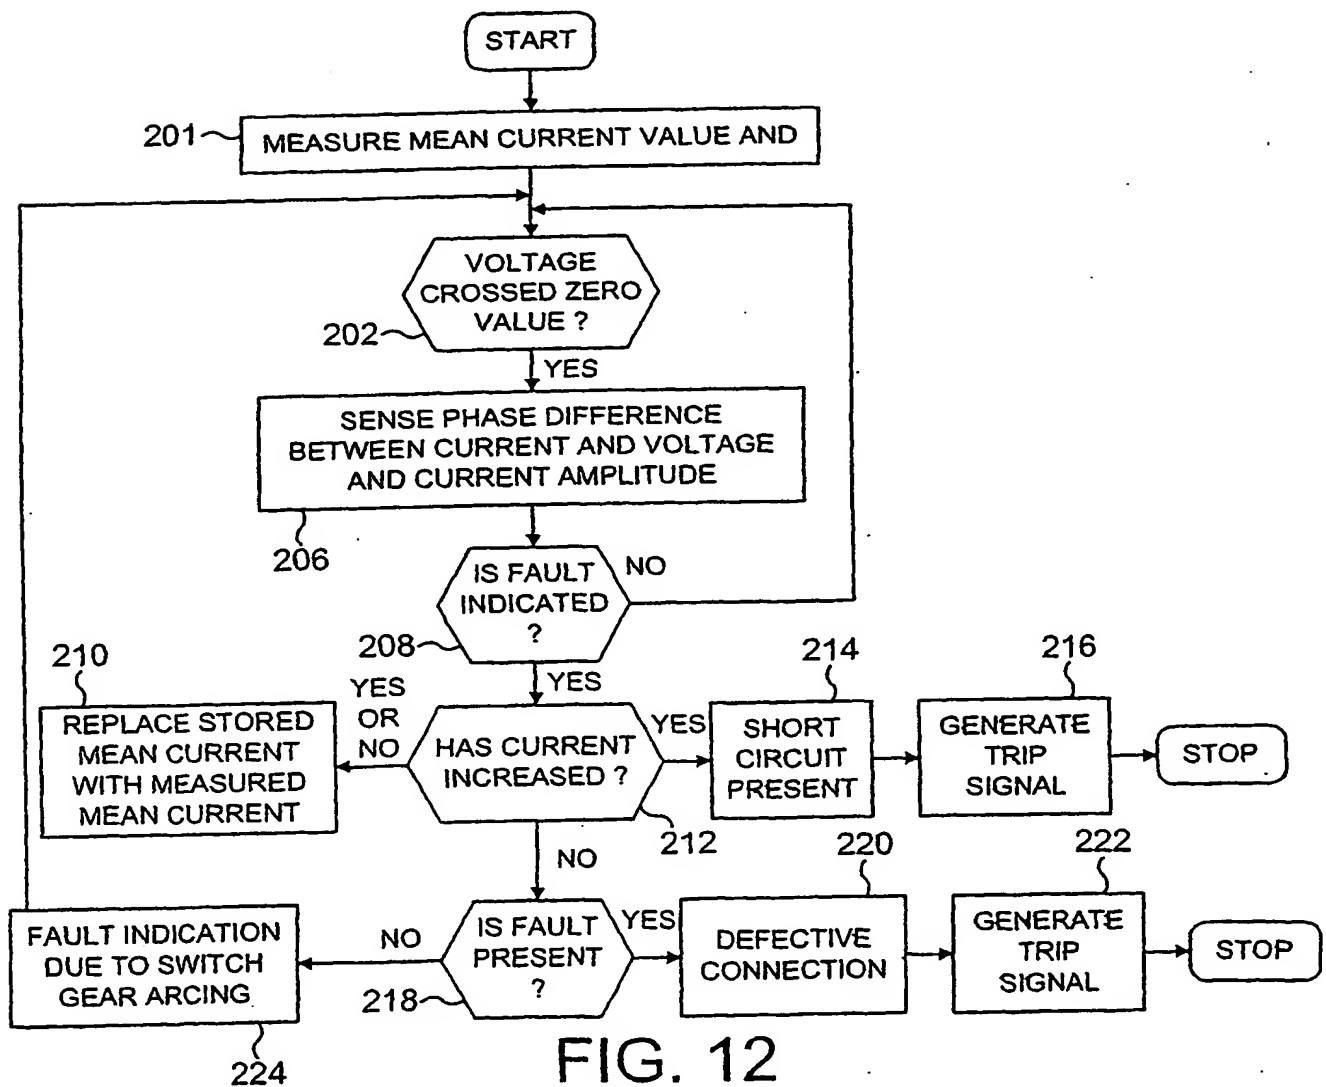 START
201
MEASURE MEAN CURRENT VALUE AND
VOLTAGE
CROSSED ZERO
VALUE ?
202
YES
SENSE PHASE DIFFERENCE
BETWEEN CURRENT AND VOLTAGE
AND CURRENT AMPLITUDE
206
IS FAULT
INDICATED
?
NO
208
YES
210
REPLACE STORED
MEAN CURRENT
WITH MEASURED
MEAN CURRENT
YES
OR
NO
HAS CURRENT
INCREASED ?
212
YES
214
SHORT
CIRCUIT
PRESENT
216
GENERATE
TRIP
SIGNAL
STOP
NO
IS FAULT
PRESENT
?
218
YES
220
DEFECTIVE
CONNECTION
222
GENERATE
TRIP
SIGNAL
STOP
NO
FAULT INDICATION
DUE TO SWITCH
GEAR ARCING
224
FIG. 12